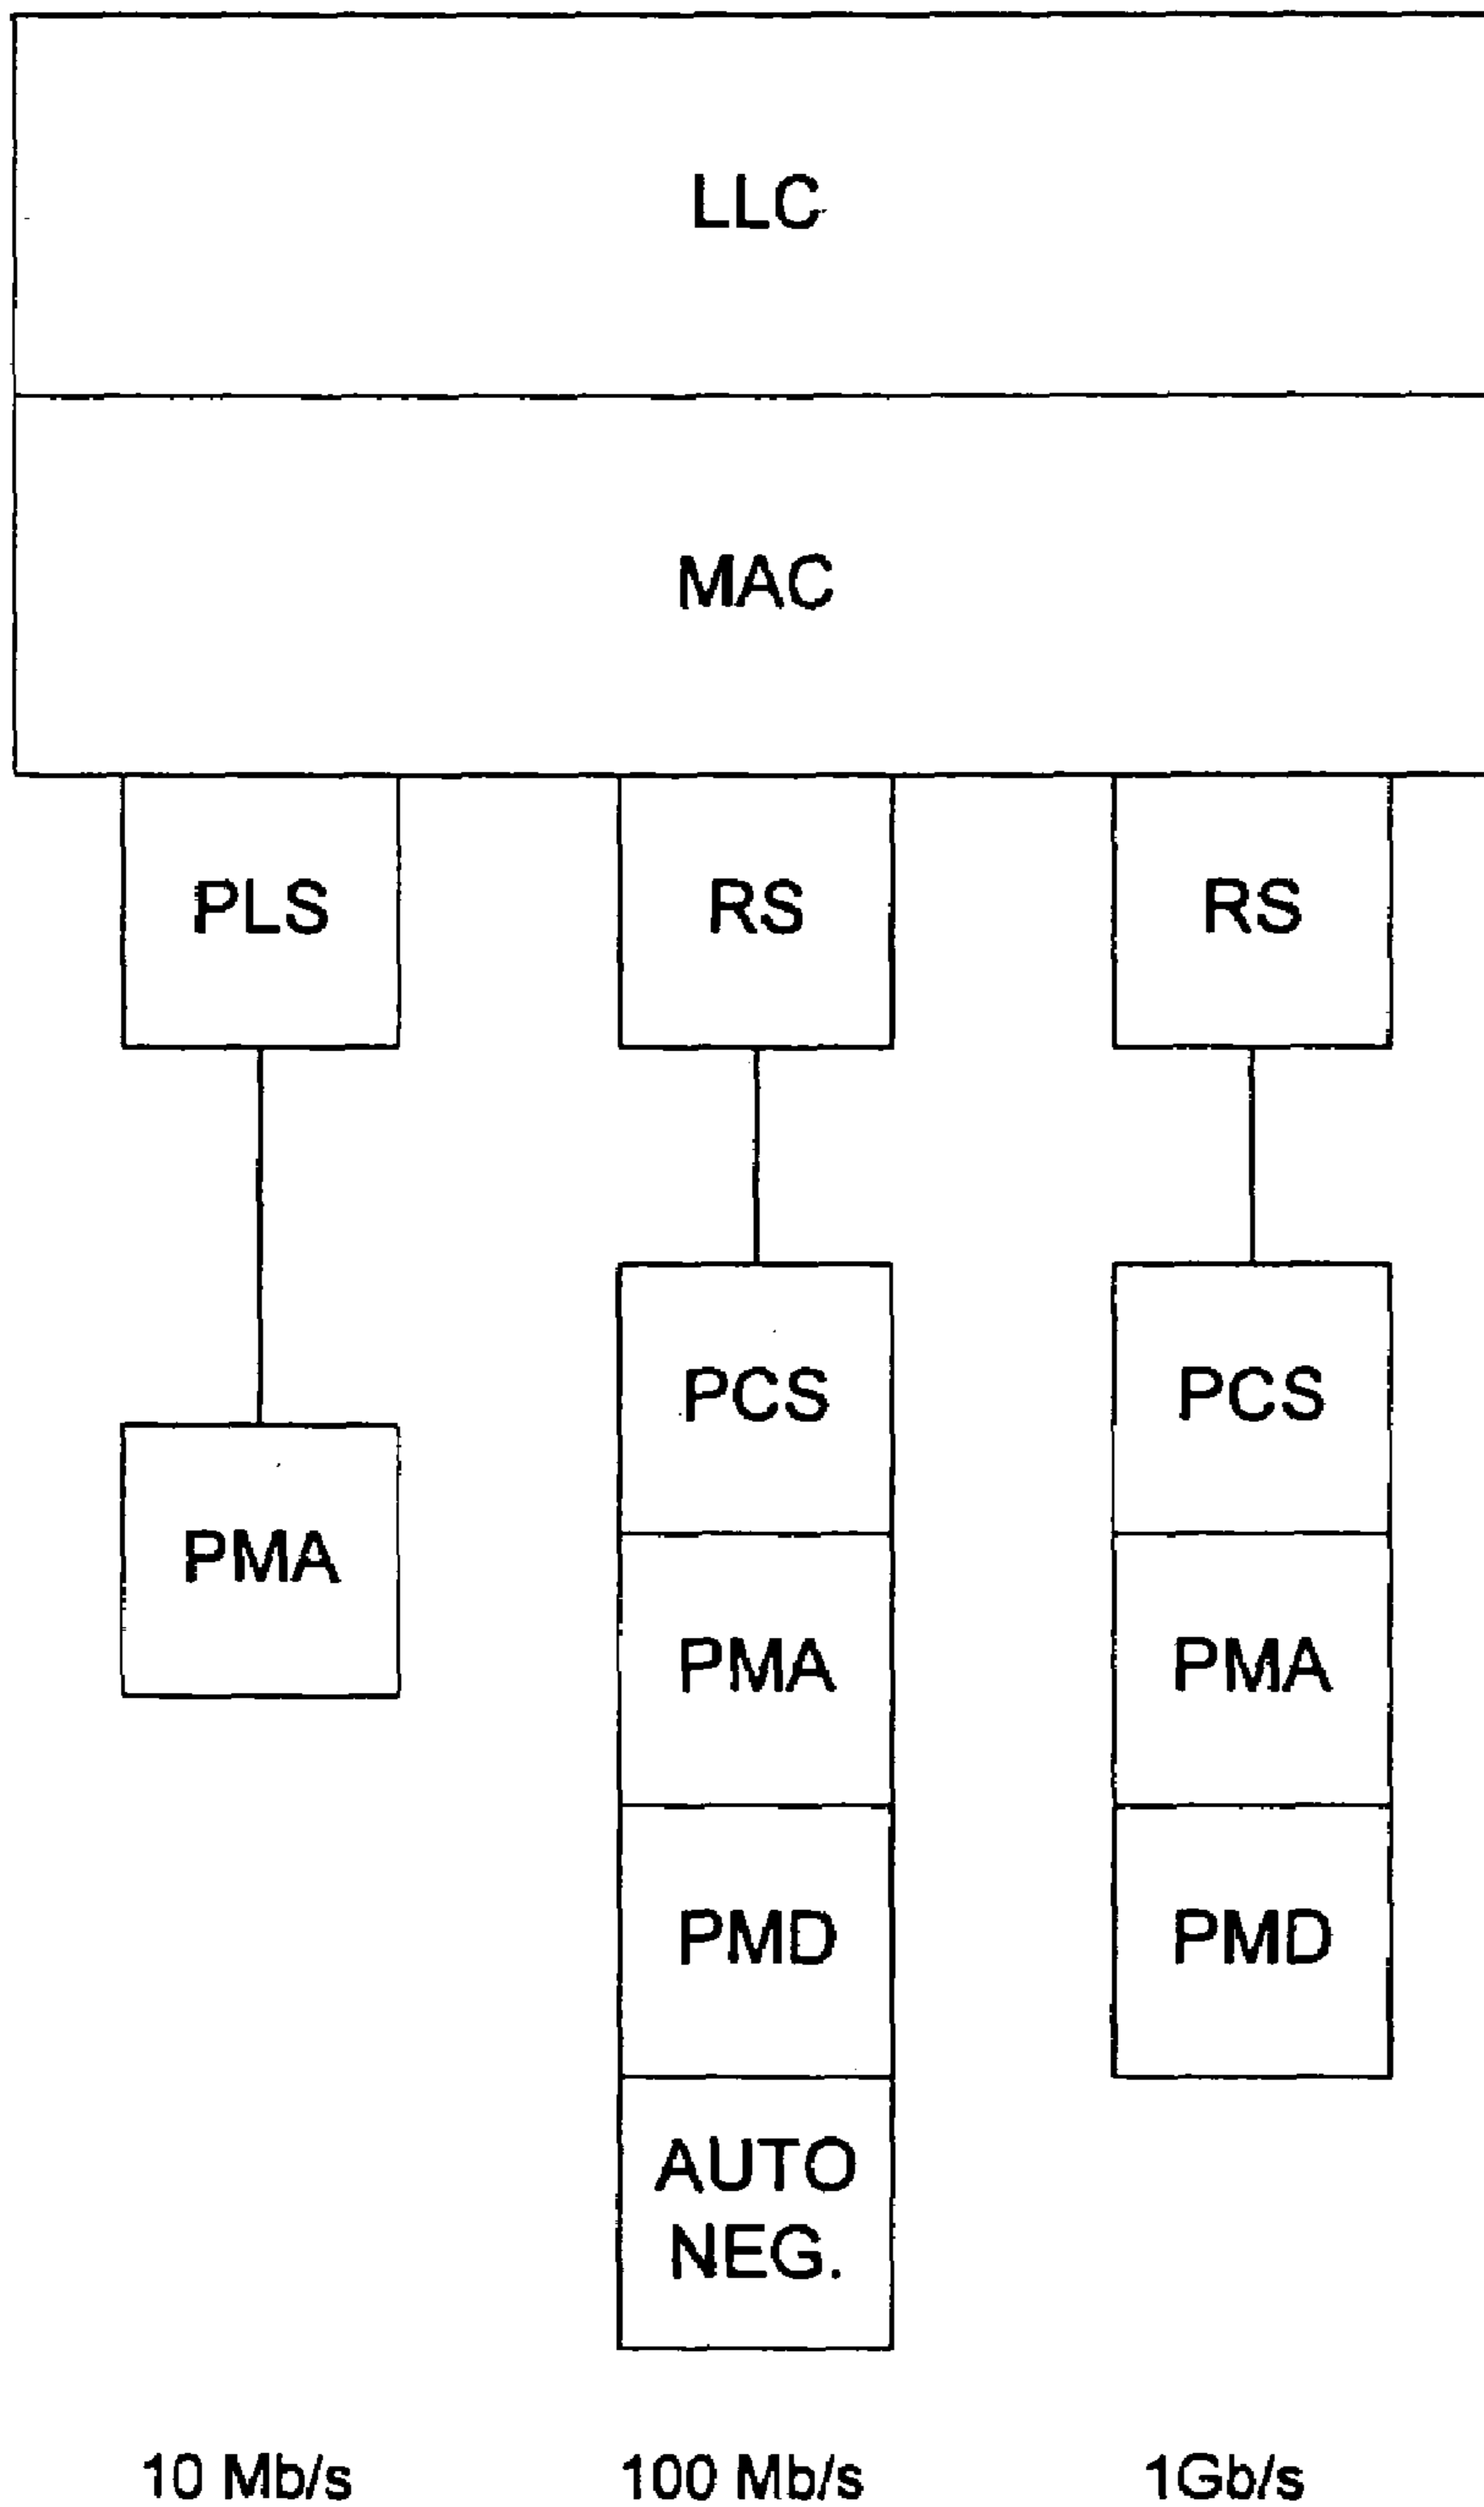 LLC
MAC
PLS
RS
RS
PCS
PCS
PMA
PMA
PMA
PMD
PMD
AUTO
NEG.
10 Mb/s
100 Mb/s
1Gb/s